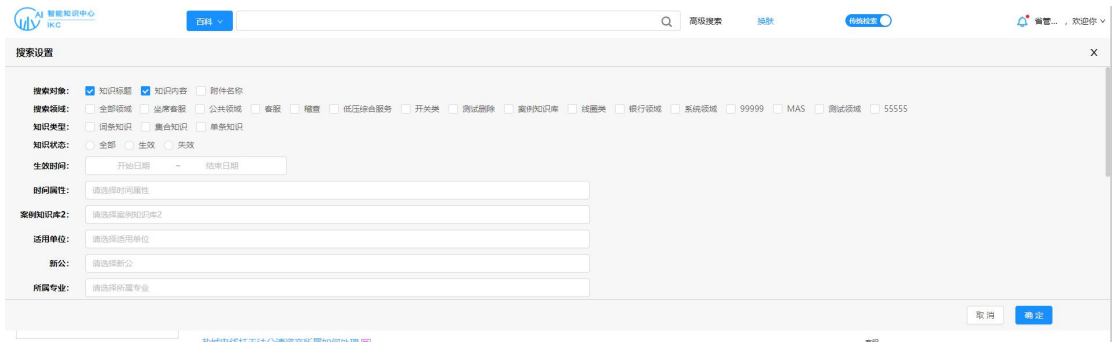 AI 智能知识中心
IKC
百科
高级搜索
换肤
传统检索
省管... ，欢迎你
搜索设置
X
搜索对象： 知识标题 知识内容 附件名称
搜索领域： 全部领域 坐席客服 公共领域 客服 稽查 低压综合服务 开关类 测试删除 案例知识库 线圈类 银行领域 系统领域 99999 MAS 测试领域 55555
知识类型： 词条知识 集合知识 单条知识
知识状态： 全部 生效 失效
生效时间： 开始日期 ~ 结束日期
时间属性： 请选择时间属性
案例知识库2： 请选择案例知识库2
适用单位： 请选择适用单位
新公： 请选择新公
所属专业： 请选择所属专业
取消 确定